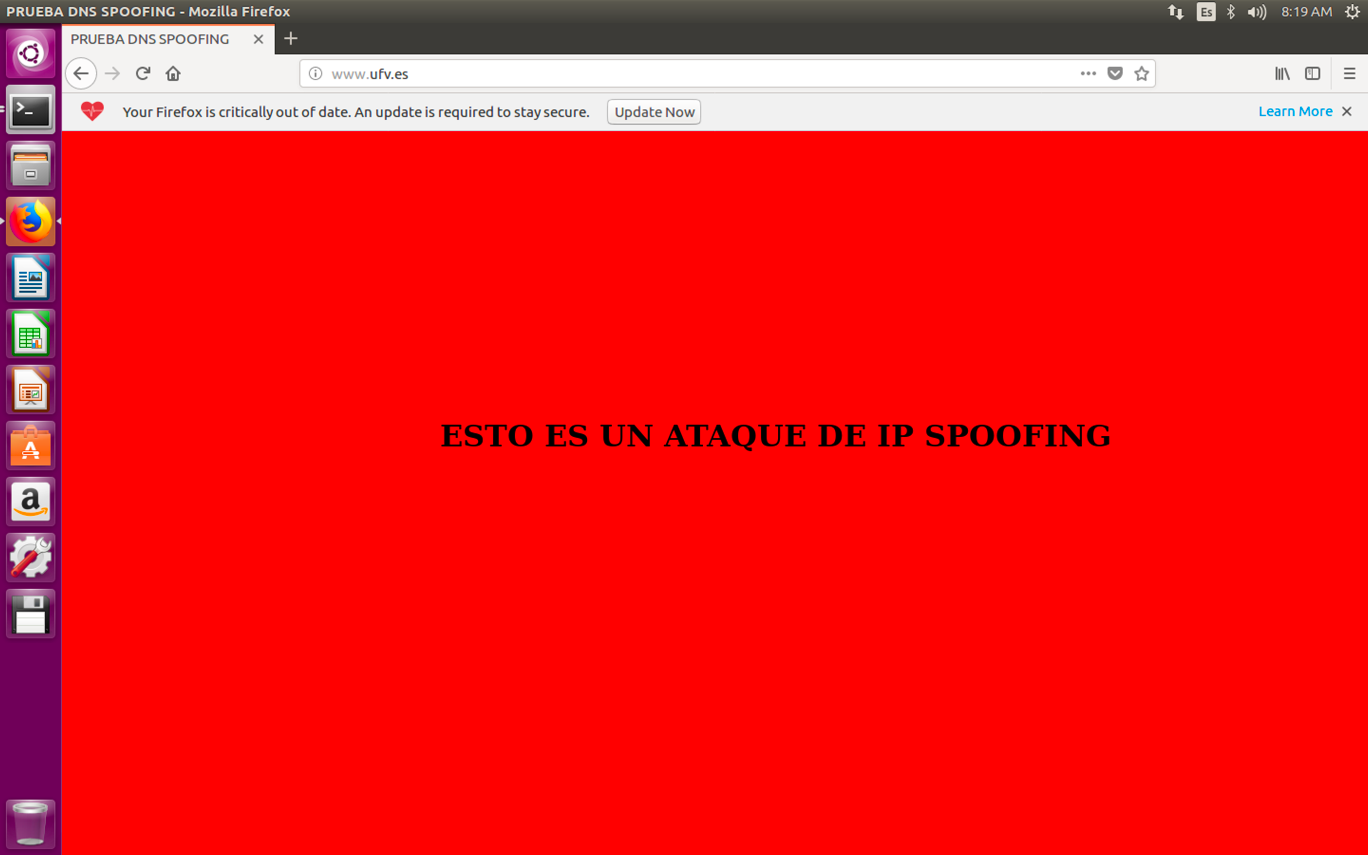 PRUEBA DNS SPOOFING - Mozilla Firefox
Es
8:19 AM
PRUEBA DNS SPOOFING
www.ufv.es
Your Firefox is critically out of date. An update is required to stay secure.
Update Now
Learn More
ESTO ES UN ATAQUE DE IP SPOOFING